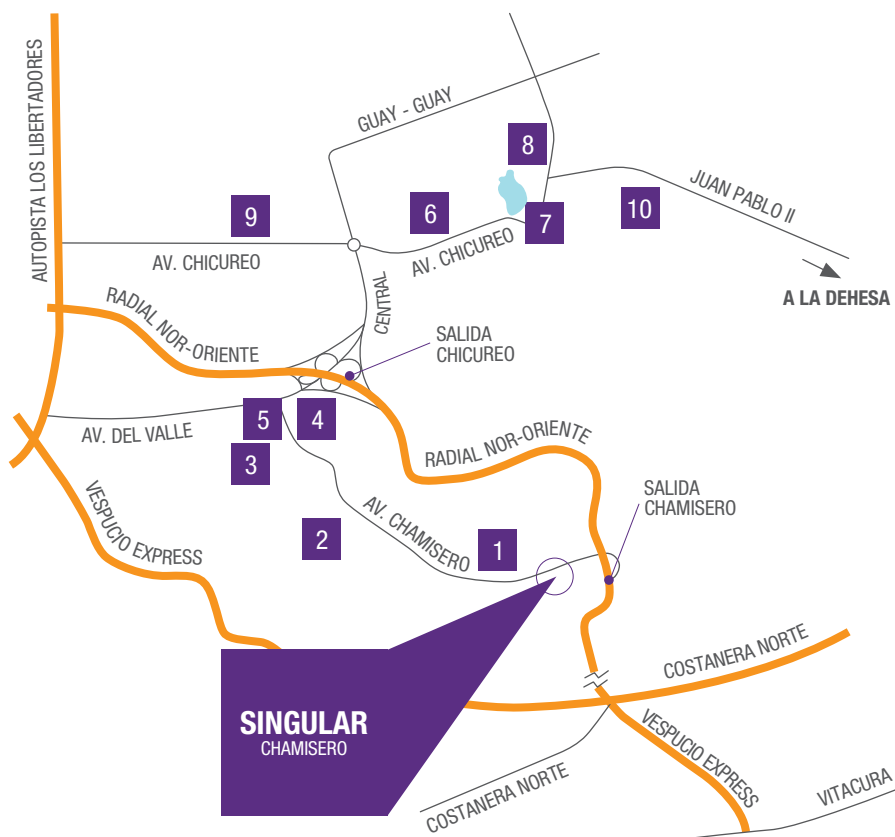 AUTOPISTA LOS LIBERTADORES
GUAY - GUAY
8
JUAN PABLO II
9
6
7
10
AV. CHICUREO
AV. CHICUREO
A LA DEHESA
RADIAL NOR-ORIENTE
CENTRAL
SALIDA
CHICUREO
5
4
AV. DEL VALLE
3
RADIAL NOR-ORIENTE
SALIDA
CHAMISERO
VESPUCIO EXPRESS
2
AV. CHAMISERO
1
COSTANERA NORTE
SINGULAR
CHAMISERO
VESPUCIO EXPRESS
COSTANERA NORTE
VITACURA